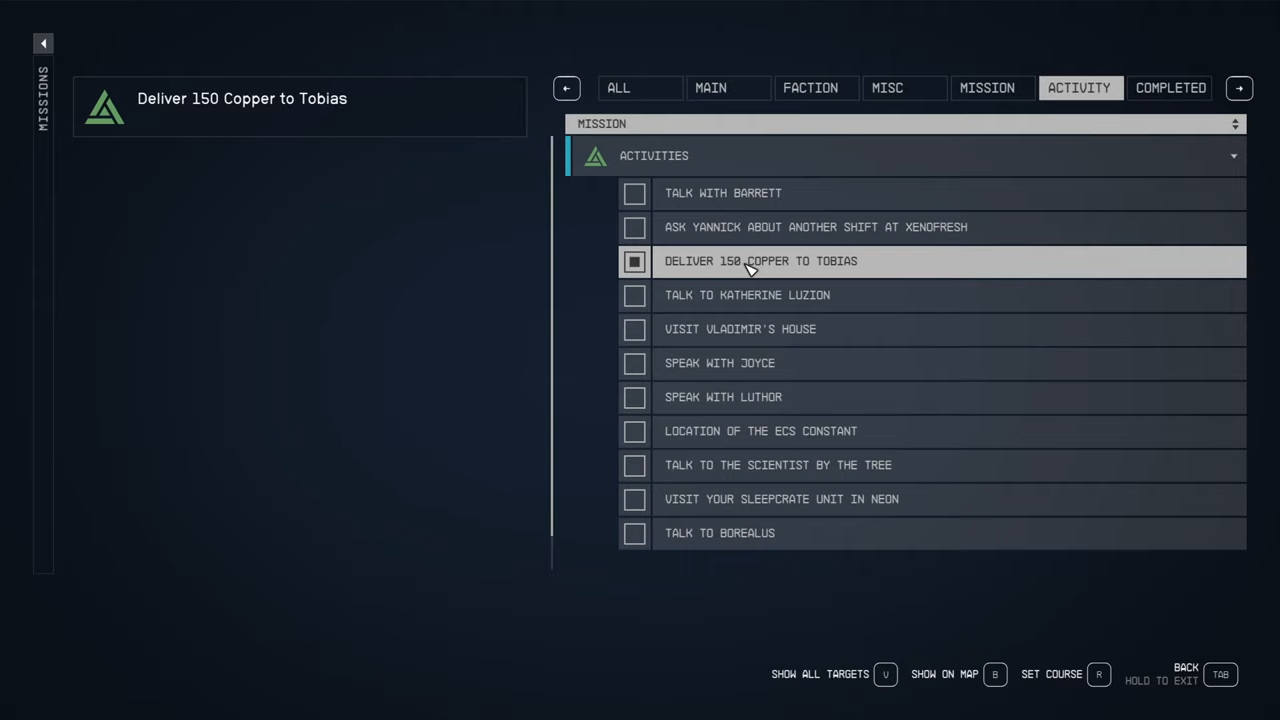 MISSIONS
Deliver 150 Copper to Tobias
ALL
MAIN
FACTION
MISC
MISSION
ACTIVITY
COMPLETED
MISSION
ACTIVITIES
TALK WITH BARRETT
ASK YANNICK ABOUT ANOTHER SHIFT AT XENOFRESH
DELIVER 150 COPPER TO TOBIAS
TALK TO KATHERINE LUZION
VISIT VLADIMIR'S HOUSE
SPEAK WITH JOYCE
SPEAK WITH LUTHOR
LOCATION OF THE ECS CONSTANT
TALK TO THE SCIENTIST BY THE TREE
VISIT YOUR SLEEPCRATE UNIT IN NEON
TALK TO BOREALUS
SHOW ALL TARGETS V
SHOW ON MAP B
SET COURSE R
BACK
HOLD TO EXIT TAB